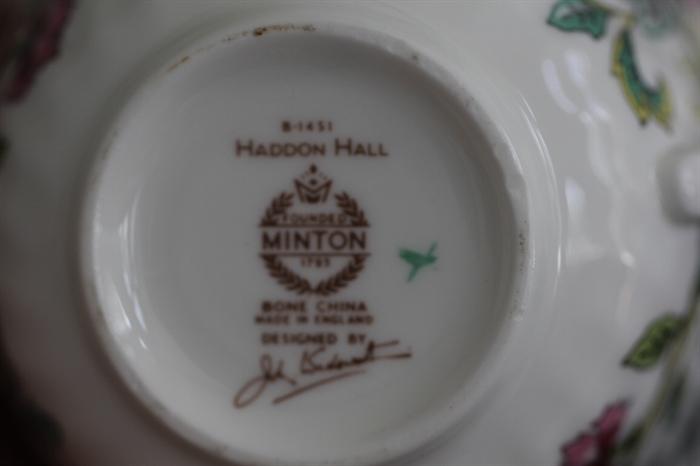 B-1451
HADDON HALL
FOUNDED
MINTON
1793
BONE CHINA
MADE IN ENGLAND
DESIGNED BY